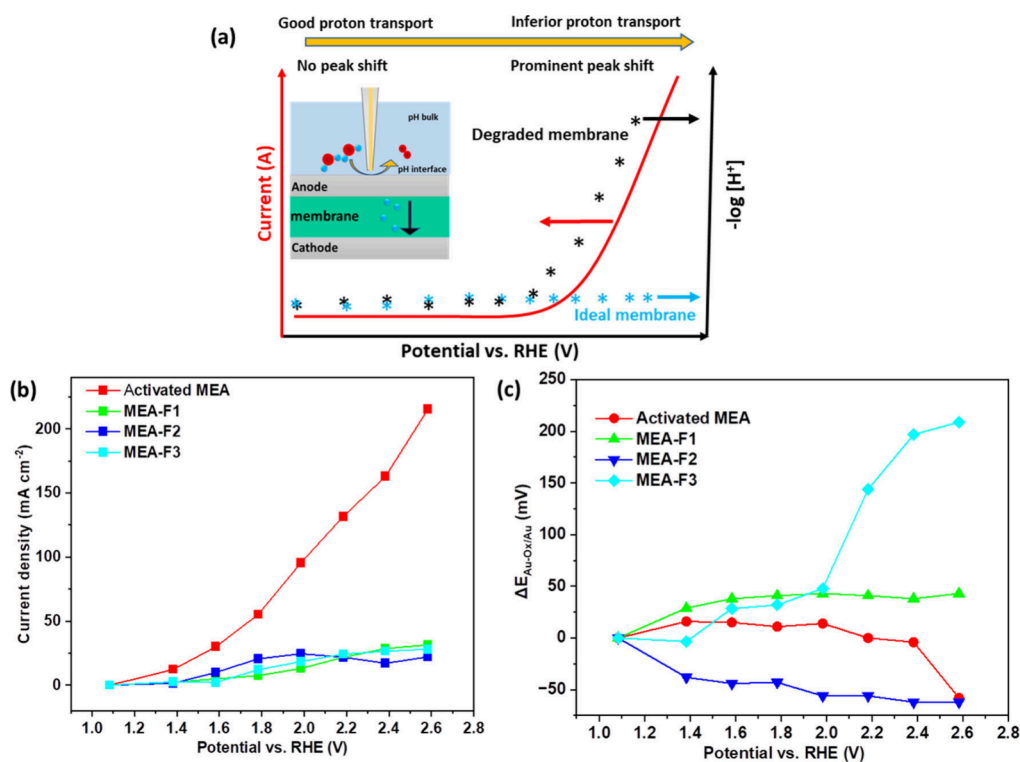 Good proton transport
Inferior proton transport
(a)
No peak shift
Prominent peak shift
pH bulk
pH interface
Anode
membrane
Cathode
Degraded membrane
Ideal membrane
Current (A)
-log [H⁺]
Potential vs. RHE (V)
(b)
Activated MEA
MEA-F1
MEA-F2
MEA-F3
200
150
100
50
0
Current density (mA cm⁻²)
1.0 1.2 1.4 1.6 1.8 2.0 2.2 2.4 2.6 2.8
Potential vs. RHE (V)
(c)
Activated MEA
MEA-F1
MEA-F2
MEA-F3
250
200
150
100
50
0
−50
ΔE_Au-Ox/Au (mV)
1.0 1.2 1.4 1.6 1.8 2.0 2.2 2.4 2.6 2.8
Potential vs. RHE (V)